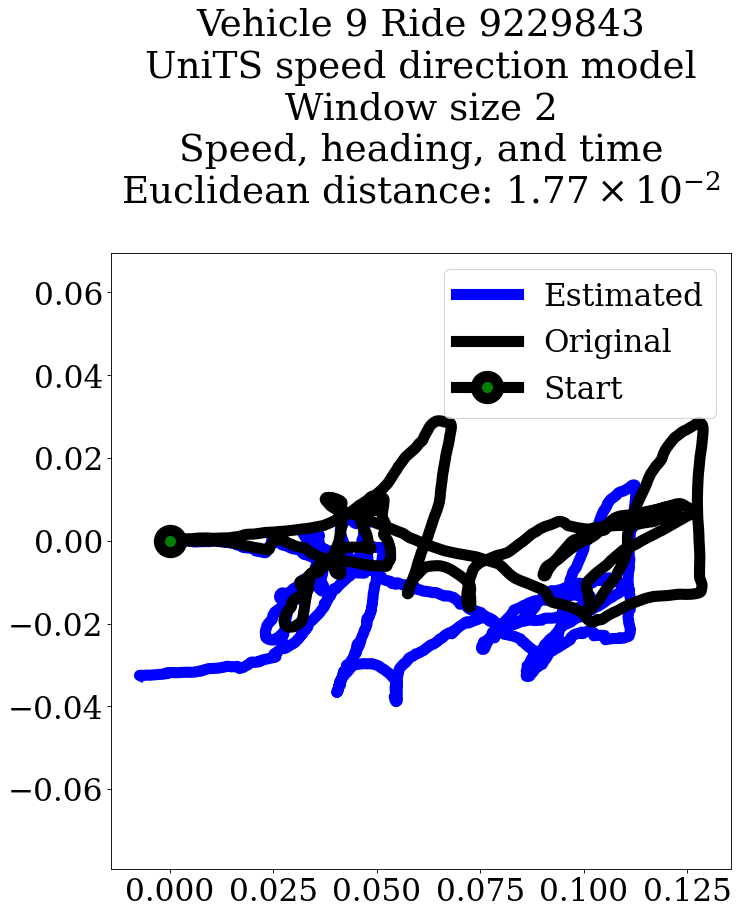 Vehicle 9 Ride 9229843
UniTS speed direction model
Window size 2
Speed, heading, and time
Euclidean distance: $1.77 \times 10^{-2}$
Estimated
Original
Start
0.06
0.04
0.02
0.00
−0.02
−0.04
−0.06
0.000 0.025 0.050 0.075 0.100 0.125